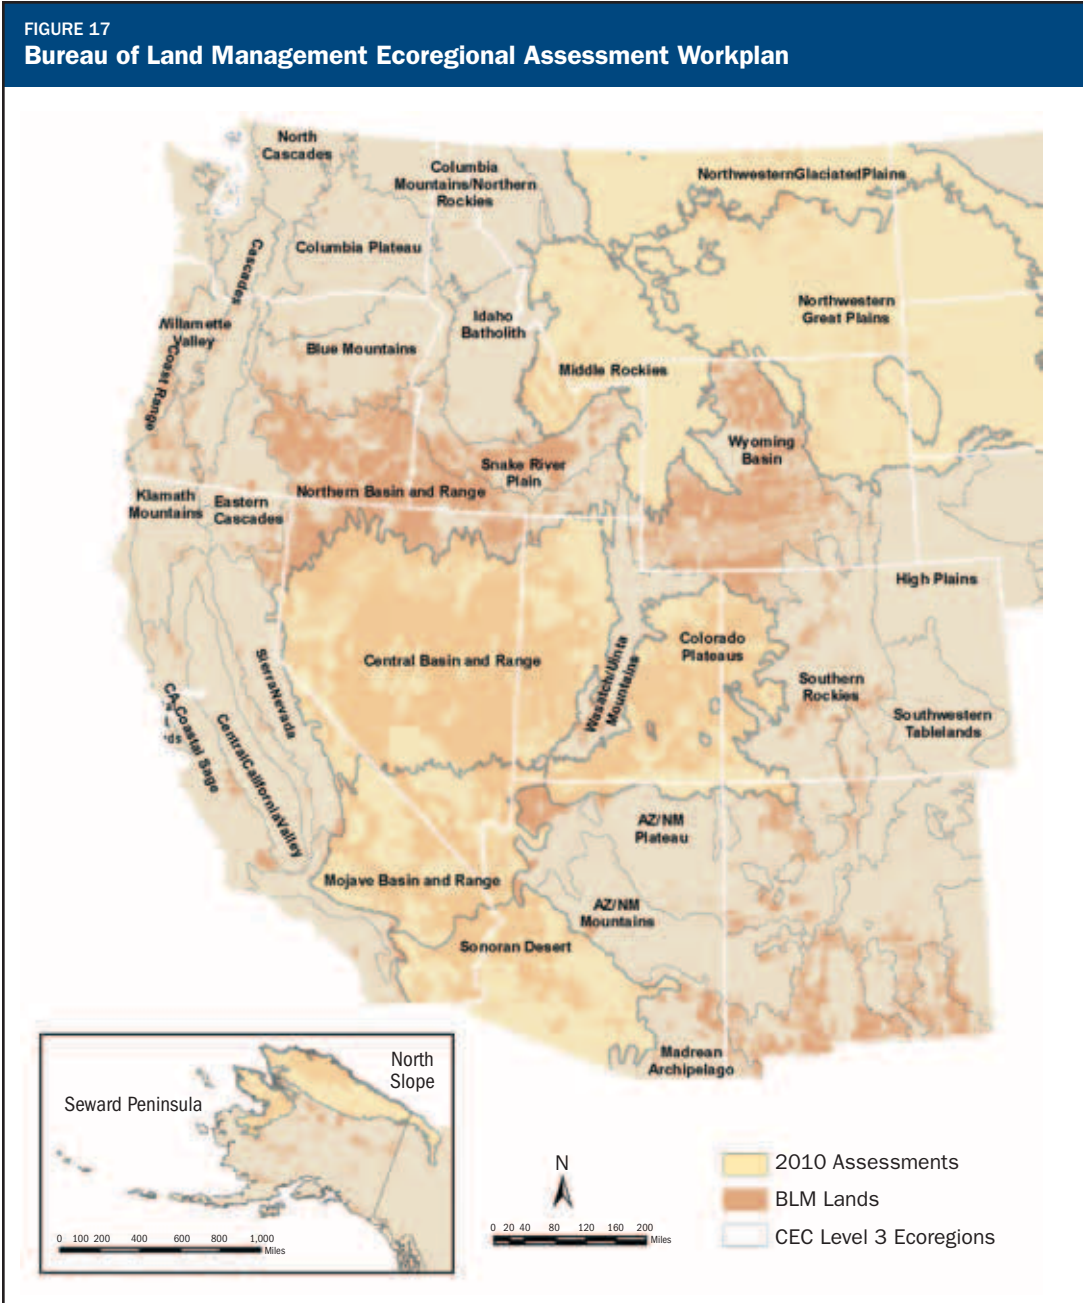 FIGURE 17
Bureau of Land Management Ecoregional Assessment Workplan
North
Cascades
Columbia
Mountains/Northern
Rockies
NorthwesternGlaciatedPlains
Cascades
Columbia Plateau
Northwestern
Great Plains
Willamette
Valley
Idaho
Batholith
Blue Mountains
Coast Range
Middle Rockies
Wyoming
Basin
Snake River
Plain
Klamath
Mountains
Eastern
Cascades
Northern Basin and Range
High Plains
Central Basin and Range
Colorado
Plateaus
SierraNevada
Wasatch/Uinta
Mountains
Southern
Rockies
Southwestern
Tablelands
CA Coastal Sage
ds
CentralCaliforniaValley
AZ/NM
Plateau
Mojave Basin and Range
AZ/NM
Mountains
Sonoran Desert
Madrean
Archipelago
North
Slope
Seward Peninsula
0 100 200 400 600 800 1,000
Miles
N
0 20 40 80 120 160 200
Miles
2010 Assessments
BLM Lands
CEC Level 3 Ecoregions